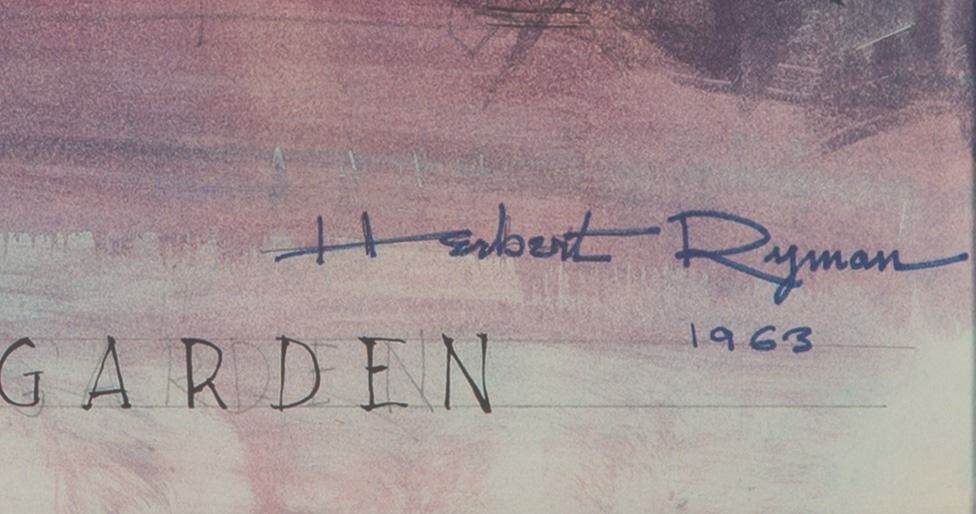 Herbert Ryman
1963
GARDEN